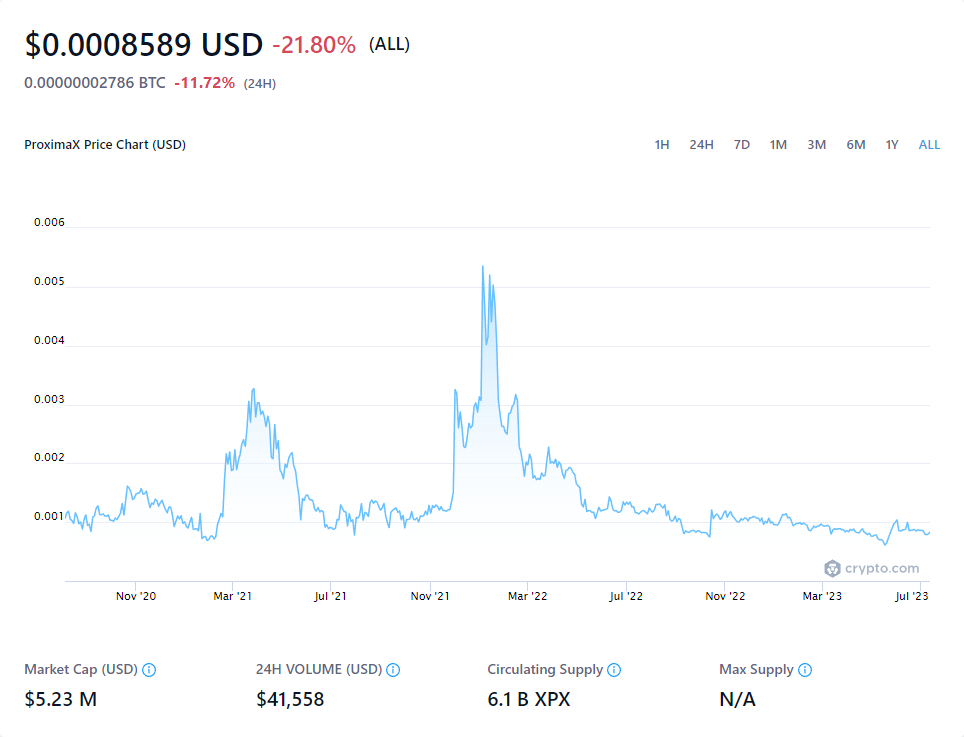 $0.0008589 USD -21.80% (ALL)
0.00000002786 BTC -11.72% (24H)
ProximaX Price Chart (USD) 1H 24H 7D 1M 3M 6M 1Y ALL
0.006
0.005
0.004
0.003
0.002
0.001
crypto.com
Nov '20 Mar '21 Jul '21 Nov '21 Mar '22 Jul '22 Nov '22 Mar '23 Jul '23
Market Cap (USD) 24H VOLUME (USD) Circulating Supply Max Supply
$5.23 M $41,558 6.1 B XPX N/A